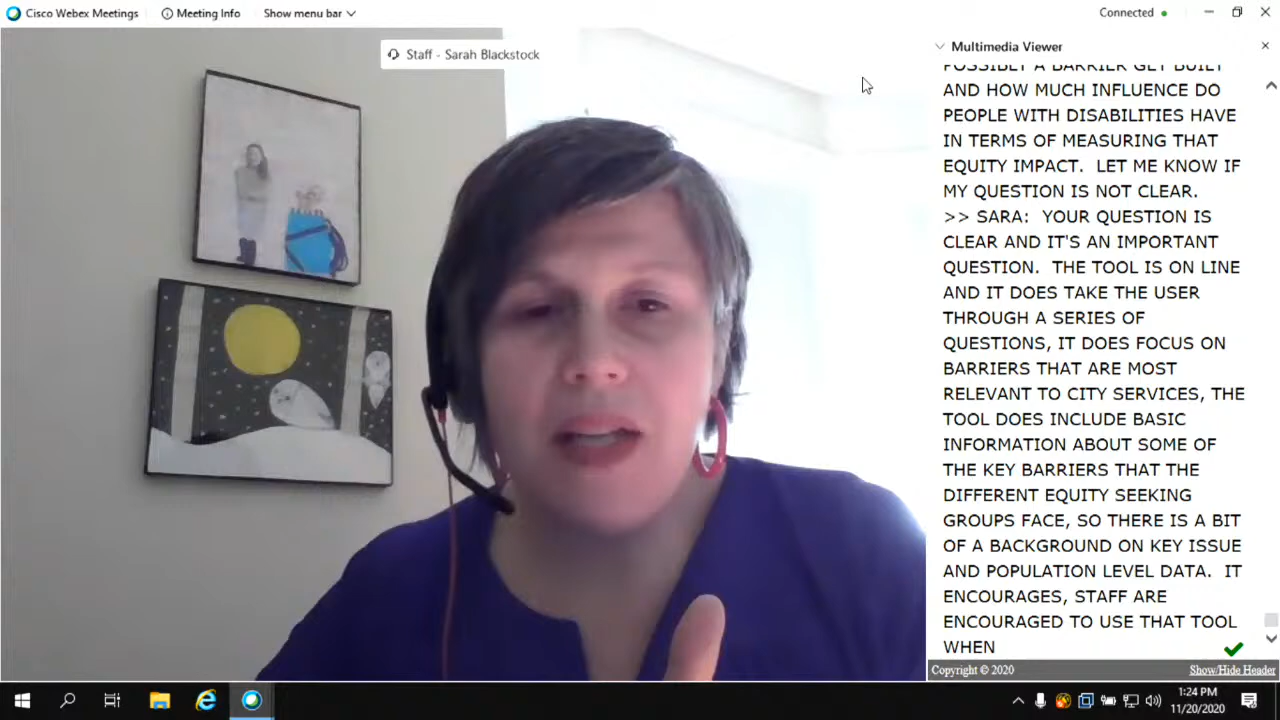 Cisco Webex Meetings
Meeting Info
Show menu bar
Connected
Staff - Sarah Blackstock
Multimedia Viewer
POSSIBLY A BARRIER GET BUILT
AND HOW MUCH INFLUENCE DO
PEOPLE WITH DISABILITIES HAVE
IN TERMS OF MEASURING THAT
EQUITY IMPACT.  LET ME KNOW IF
MY QUESTION IS NOT CLEAR.
>> SARA:  YOUR QUESTION IS
CLEAR AND IT'S AN IMPORTANT
QUESTION.  THE TOOL IS ON LINE
AND IT DOES TAKE THE USER
THROUGH A SERIES OF
QUESTIONS, IT DOES FOCUS ON
BARRIERS THAT ARE MOST
RELEVANT TO CITY SERVICES, THE
TOOL DOES INCLUDE BASIC
INFORMATION ABOUT SOME OF
THE KEY BARRIERS THAT THE
DIFFERENT EQUITY SEEKING
GROUPS FACE, SO THERE IS A BIT
OF A BACKGROUND ON KEY ISSUE
AND POPULATION LEVEL DATA.  IT
ENCOURAGES, STAFF ARE
ENCOURAGED TO USE THAT TOOL
WHEN
Copyright © 2020
Show/Hide Header
1:24 PM
11/20/2020